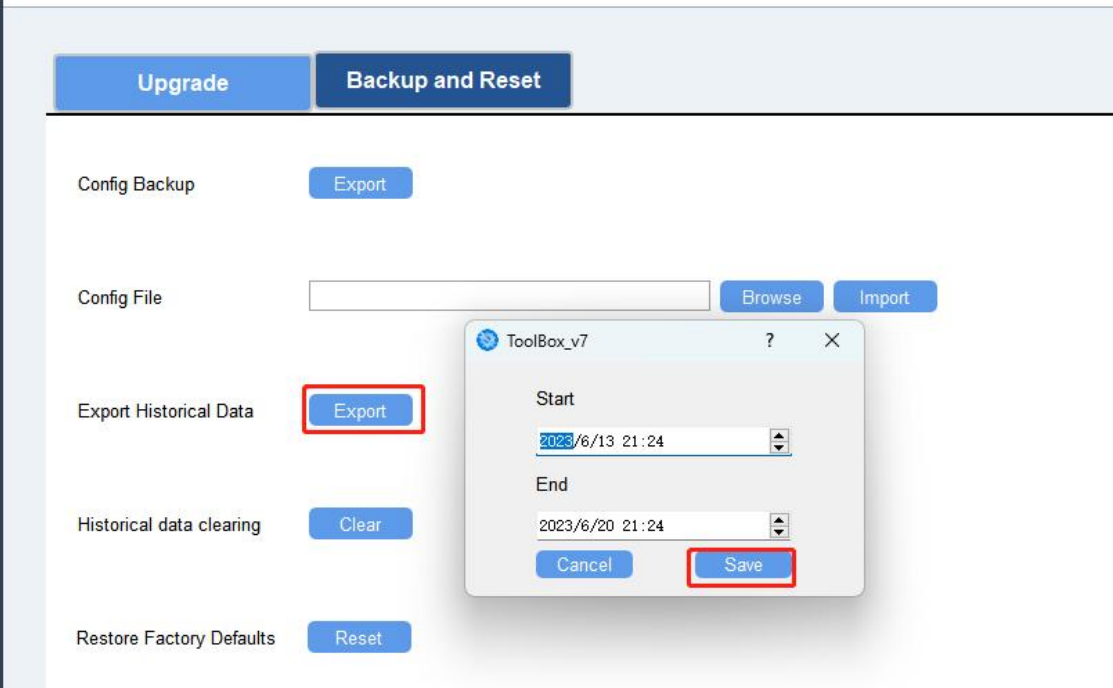 Upgrade
Backup and Reset
Config Backup
Export
Config File
Browse
Import
ToolBox_v7
?
Start
Export Historical Data
Export
2023/6/13 21:24
End
Historical data clearing
Clear
2023/6/20 21:24
Cancel
Save
Restore Factory Defaults
Reset